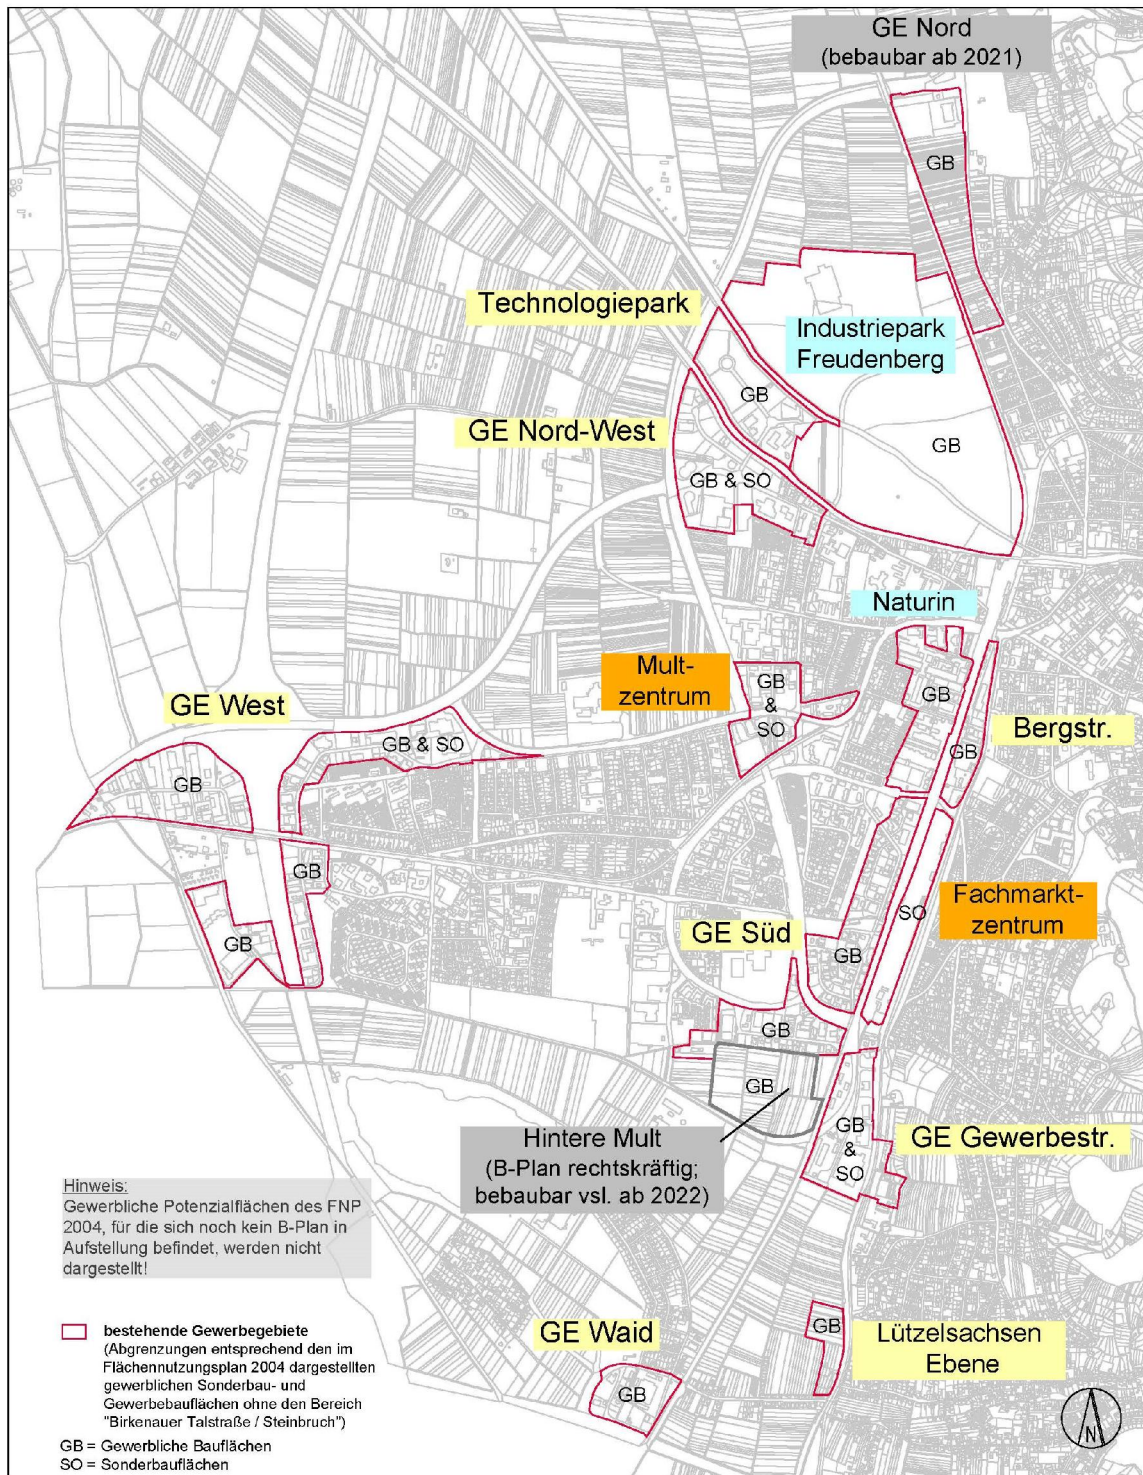 GE Nord
(bebaubar ab 2021)
GB
Technologiepark
Industriepark
Freudenberg
GB
GE Nord-West
GB
GB & SO
Naturin
Mult-
zentrum
GB
&
SO
GB
GE West
Bergstr.
GB & SO
GB
GB
GB
SO
Fachmarkt-
zentrum
GE Süd
GB
GB
GB
GB
Hintere Mult
(B-Plan rechtskräftig;
bebaubar vsl. ab 2022)
GB
&
SO
GE Gewerbestr.
Hinweis:
Gewerbliche Potenzialflächen des FNP
2004, für die sich noch kein B-Plan in
Aufstellung befindet, werden nicht
dargestellt!
GE Waid
GB
Lützelsachsen
Ebene
GB
bestehende Gewerbegebiete
(Abgrenzungen entsprechend den im
Flächennutzungsplan 2004 dargestellten
gewerblichen Sonderbau- und
Gewerbebauflächen ohne den Bereich
"Birkenauer Talstraße / Steinbruch")
GB = Gewerbliche Bauflächen
SO = Sonderbauflächen
N